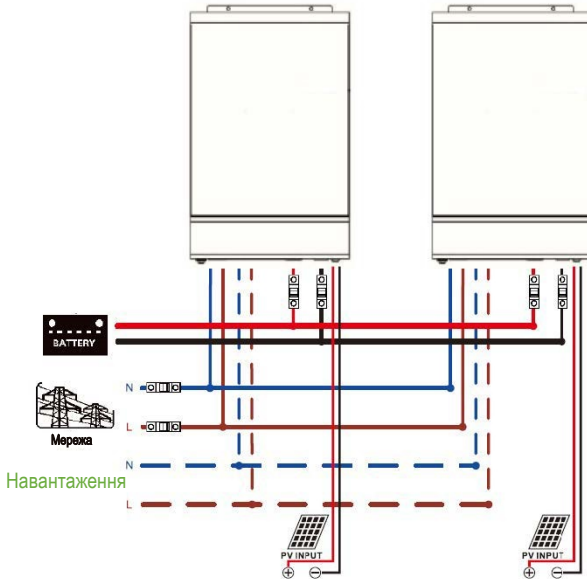 BATTERY
N
Мережа
L
N
Навантаження
L
PV INPUT
PV INPUT